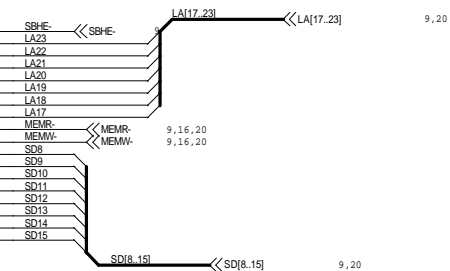 LA[17..23] LA[17..23] 9,20
SBHE- SBHE- 9
LA23
LA22
LA21
LA20
LA19
LA18
LA17
MEMR- MEMR- 9,16,20
MEMW- MEMW- 9,16,20
SD8
SD9
SD10
SD11
SD12
SD13
SD14
SD15
SD[8..15] SD[8..15] 9,20